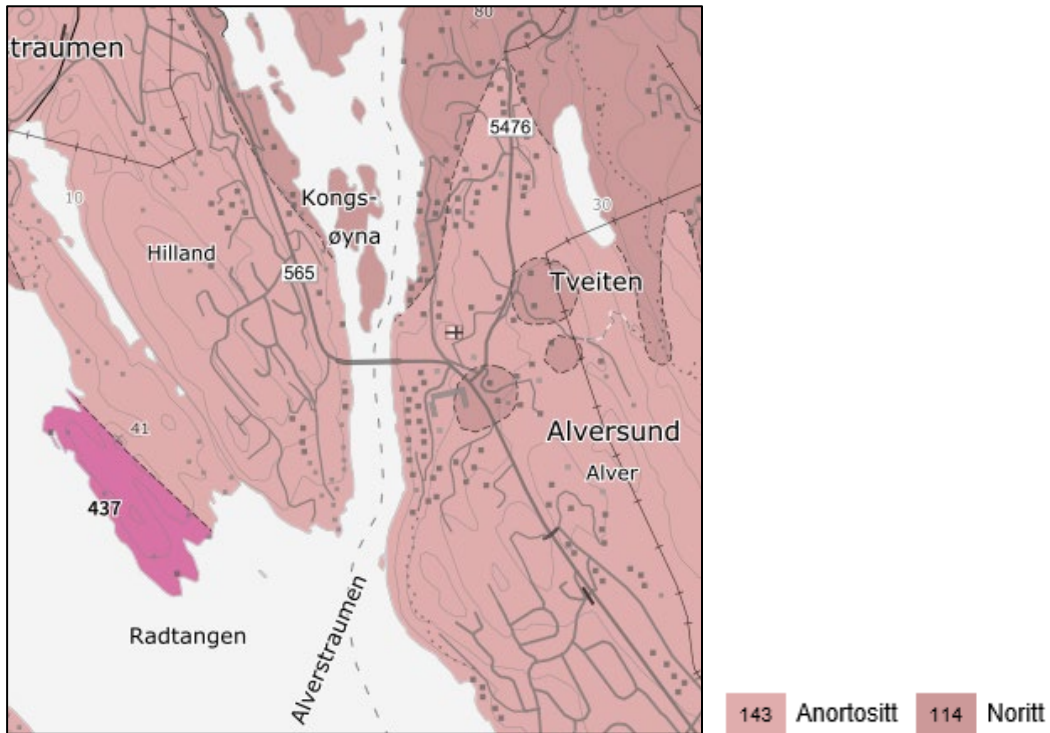 80
traumen
5476
10
Kongs-
øyna
30
Hilland
565
Tveiten
41
Alversund
Alver
437
Radtangen
Alverstraumen
143 Anortositt 114 Noritt